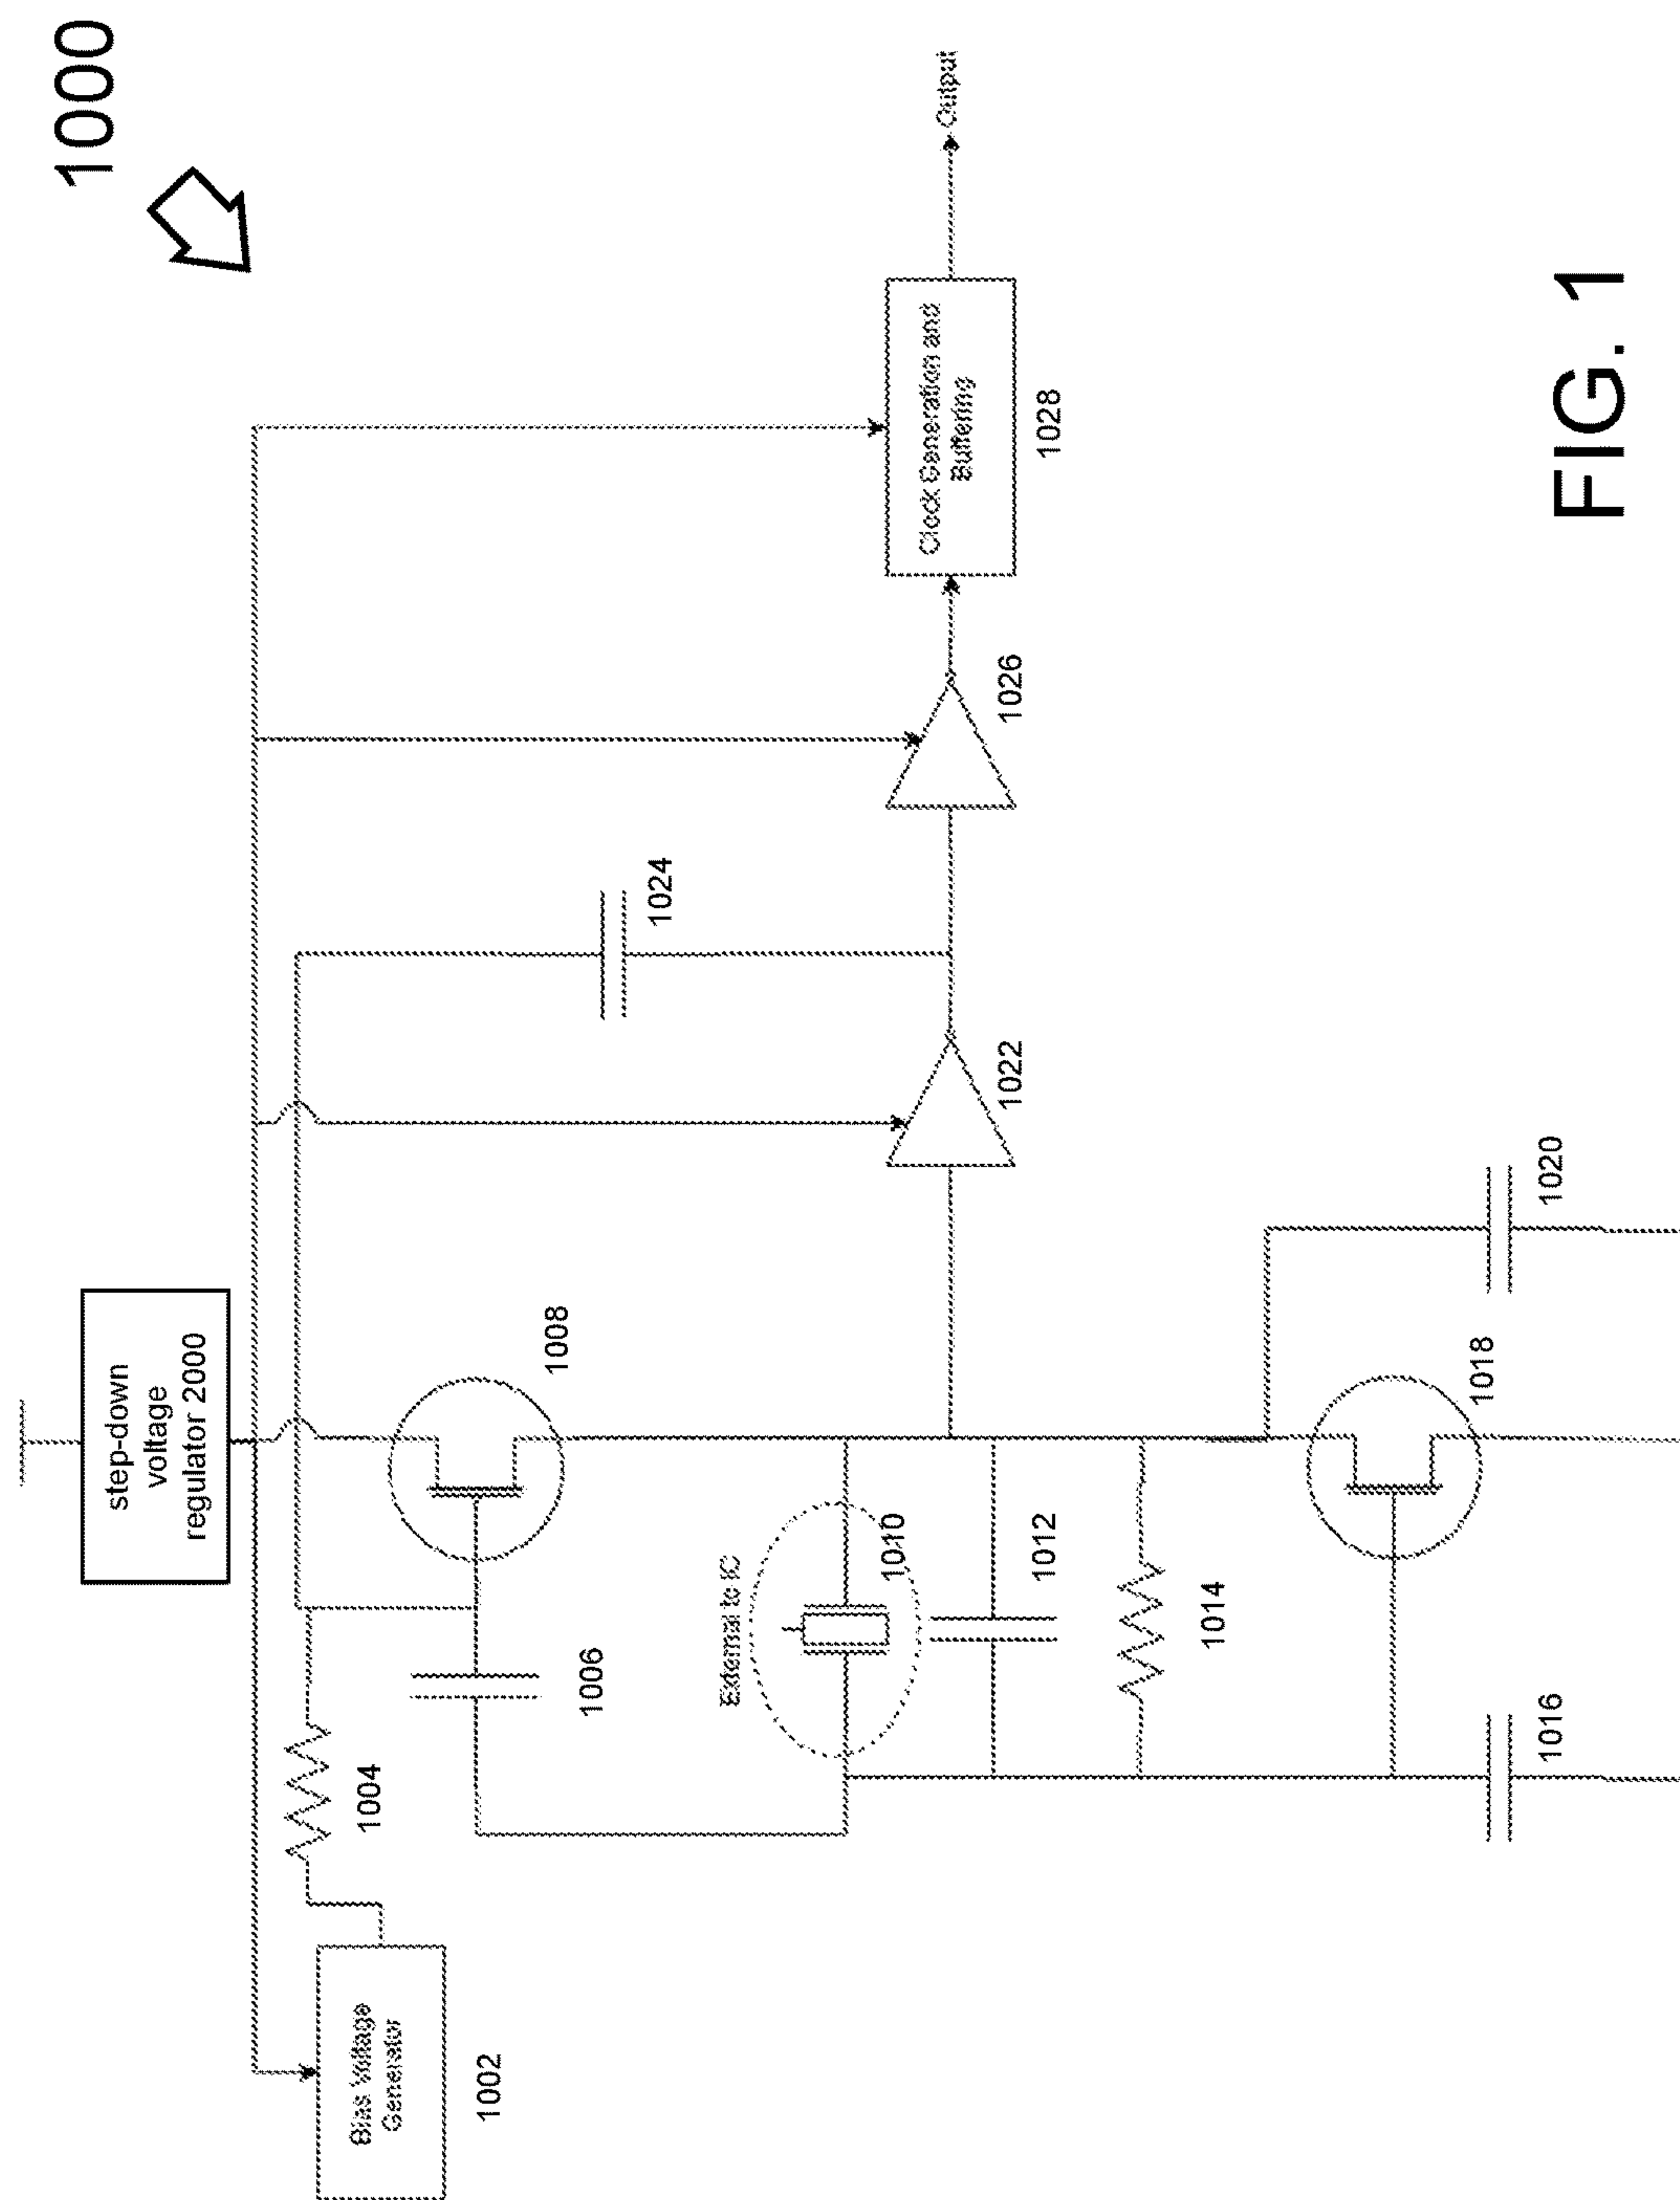 1000
step-down
voltage
regulator 2000
Bias Voltage
Generator
1002
1004
1006
1008
External to IC
1010
1012
1014
1016
1018
1020
1022
1024
1026
Clock Generation and
Buffering
1028
Output
FIG. 1